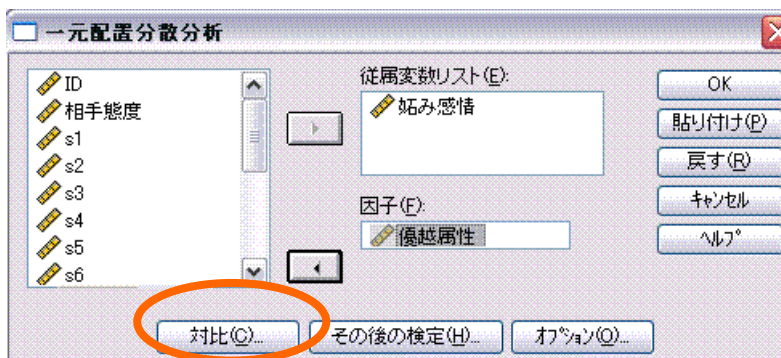 一元配置分散分析
ID
相手態度
s1
s2
s3
s4
s5
s6
従属変数リスト(E):
妬み感情
因子(F):
優越属性
OK
貼り付け(P)
戻す(R)
キャンセル
ヘルプ
対比(C)...
その後の検定(H)...
オプション(O)...